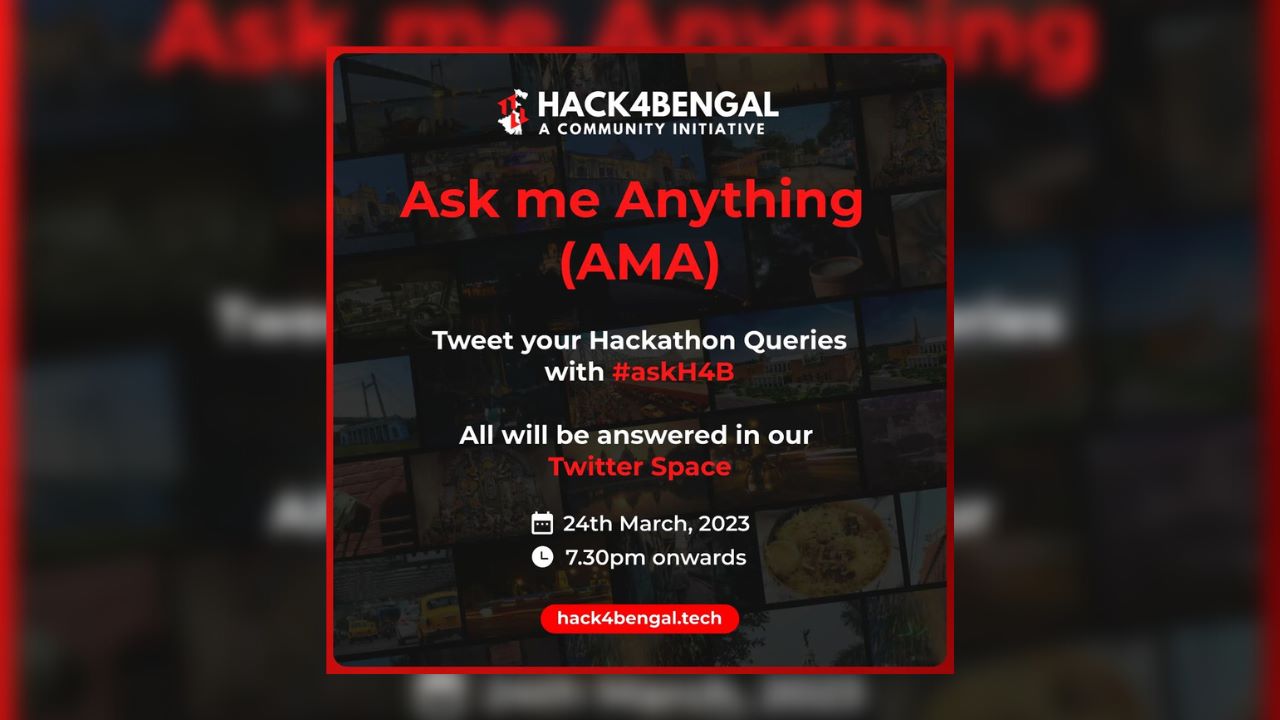 HACK4BENGAL
A COMMUNITY INITIATIVE
Ask me Anything
(AMA)
Tweet your Hackathon Queries
with #askH4B
All will be answered in our
Twitter Space
24th March, 2023
7.30pm onwards
hack4bengal.tech